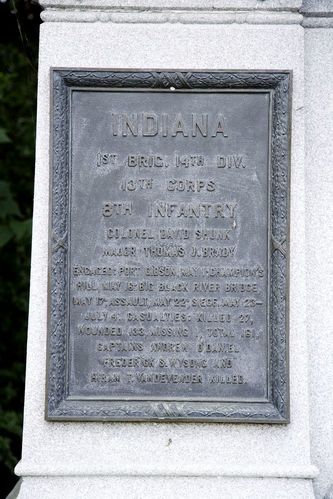 INDIANA
1ST BRIG. 14TH DIV.
13TH CORPS
8TH INFANTRY
COLONEL DAVID SHUNK
MAJOR THOMAS J. BRADY
ENGAGED: PORT GIBSON, MAY 1; CHAMPION'S
HILL, MAY 16; BIG BLACK RIVER BRIDGE
MAY 17; ASSAULT, MAY 22; SIEGE, MAY 23-
JULY 4. CASUALTIES: KILLED 27,
WOUNDED 133, MISSING 1, TOTAL 161,
CAPTAINS ANDREW O'DANIEL
FREDERICK S. WYSONG AND
HIRAM T. VANDEVENDER KILLED.